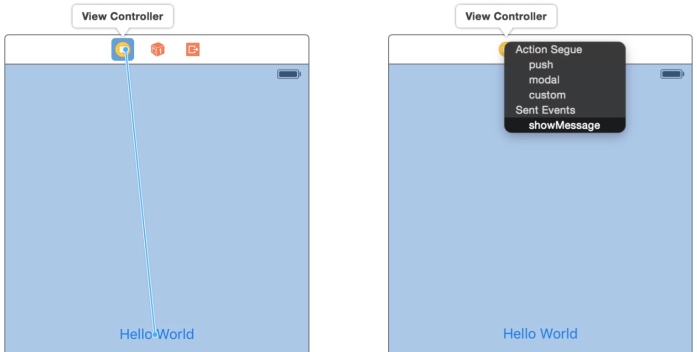 View Controller
Hello World
View Controller
Action Segue
push
modal
custom
Sent Events
showMessage
Hello World